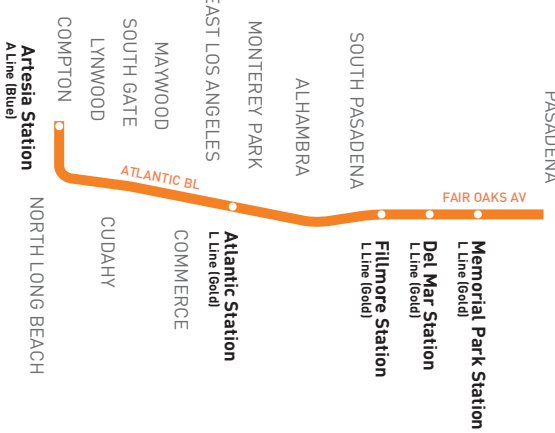 PASADENA
FAIR OAKS AV
Memorial Park Station
L Line (Gold)
Del Mar Station
L Line (Gold)
Fillmore Station
L Line (Gold)
SOUTH PASADENA
ALHAMBRA
MONTEREY PARK
EAST LOS ANGELES
Atlantic Station
L Line (Gold)
ATLANTIC BL
COMMERCE
MAYWOOD
SOUTH GATE
CUDAHY
LYNWOOD
COMPTON
Artesia Station
A Line (Blue)
NORTH LONG BEACH